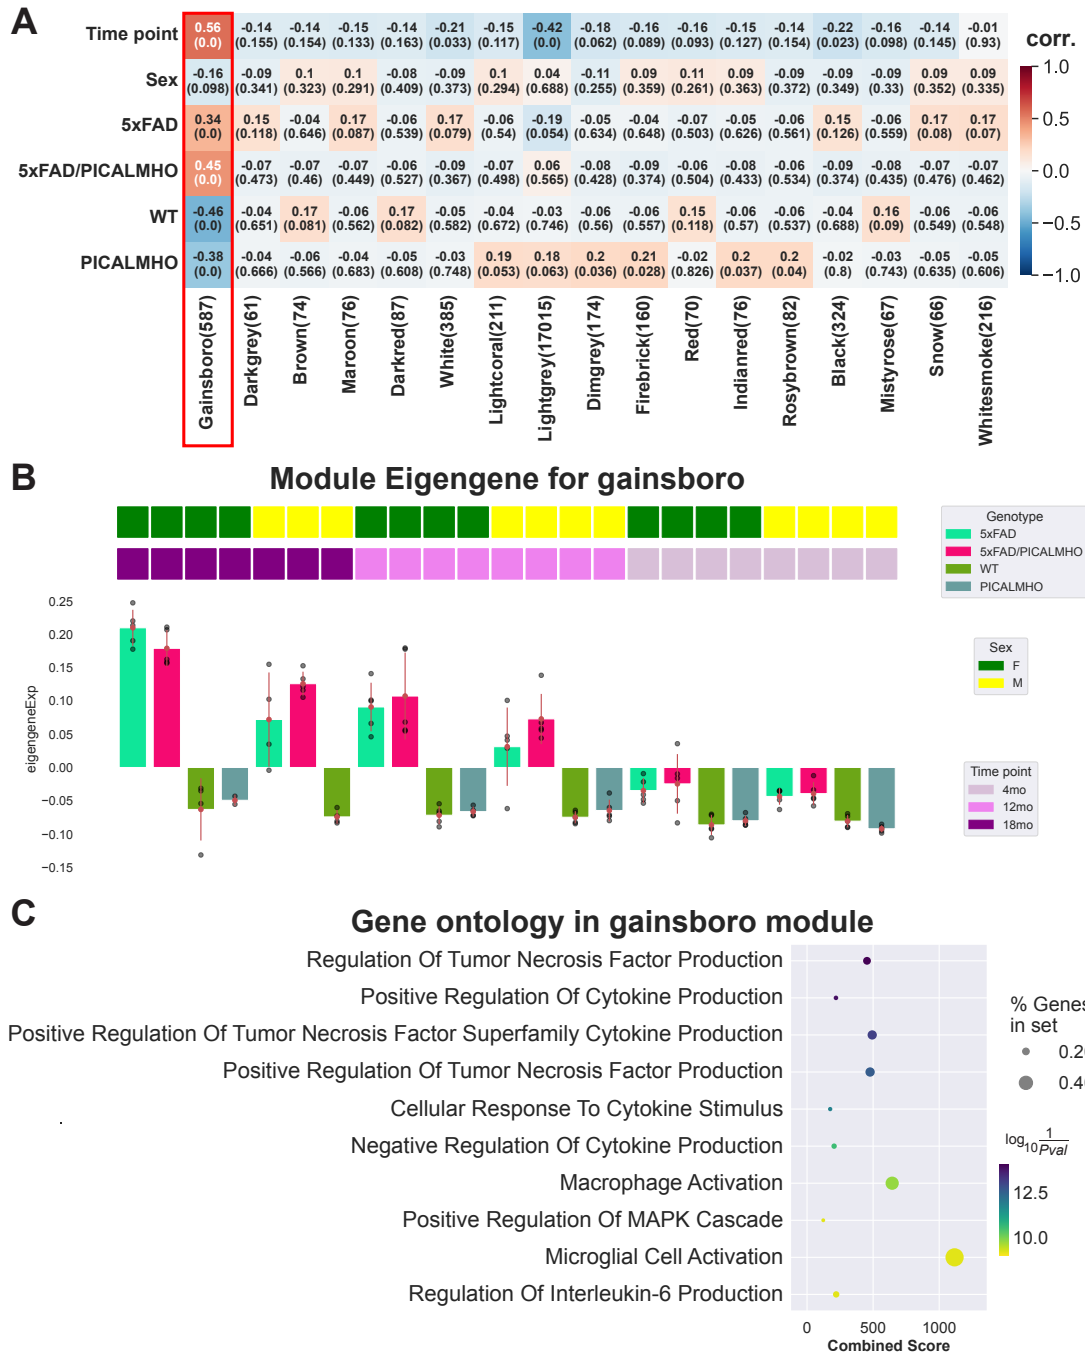 A
Time point 0.56 -0.14 -0.14 -0.15 -0.14 -0.21 -0.15 -0.42 -0.18 -0.16 -0.16 -0.15 -0.14 -0.22 -0.16 -0.14 -0.01
(0.0) (0.155) (0.154) (0.133) (0.163) (0.033) (0.117) (0.0) (0.062) (0.089) (0.093) (0.127) (0.154) (0.023) (0.098) (0.145) (0.93)
Sex -0.16 -0.09 0.1 0.1 -0.08 -0.09 0.1 0.04 -0.11 0.09 0.11 0.09 -0.09 -0.09 -0.09 0.09 0.09
(0.098) (0.341) (0.323) (0.291) (0.409) (0.373) (0.294) (0.688) (0.255) (0.359) (0.261) (0.363) (0.372) (0.349) (0.33) (0.352) (0.335)
5xFAD 0.34 0.15 -0.04 0.17 -0.06 0.17 -0.06 -0.19 -0.05 -0.04 -0.07 -0.05 -0.06 0.15 -0.06 0.17 0.17
(0.0) (0.118) (0.646) (0.087) (0.539) (0.079) (0.54) (0.054) (0.634) (0.648) (0.503) (0.626) (0.561) (0.126) (0.559) (0.08) (0.07)
5xFAD/PICALMHO 0.45 -0.07 -0.07 -0.07 -0.06 -0.09 -0.07 0.06 -0.08 -0.09 -0.06 -0.08 -0.06 -0.09 -0.08 -0.07 -0.07
(0.0) (0.473) (0.46) (0.449) (0.527) (0.367) (0.498) (0.565) (0.428) (0.374) (0.504) (0.433) (0.534) (0.374) (0.435) (0.476) (0.462)
WT -0.46 -0.04 0.17 -0.06 0.17 -0.05 -0.04 -0.03 -0.06 -0.06 0.15 -0.06 -0.06 -0.04 0.16 -0.06 -0.06
(0.0) (0.651) (0.081) (0.562) (0.082) (0.582) (0.672) (0.746) (0.56) (0.557) (0.118) (0.57) (0.537) (0.688) (0.09) (0.549) (0.548)
PICALMHO -0.38 -0.04 -0.06 -0.04 -0.05 -0.03 0.19 0.18 0.2 0.21 -0.02 0.2 0.2 -0.02 -0.03 -0.05 -0.05
(0.0) (0.666) (0.566) (0.683) (0.608) (0.748) (0.053) (0.063) (0.036) (0.028) (0.826) (0.037) (0.04) (0.8) (0.743) (0.635) (0.606)
Gainsboro(587) Darkgrey(61) Brown(74) Maroon(76) Darkred(87) White(385) Lightcoral(211) Lightgrey(17015) Dimgrey(174) Firebrick(160) Red(70) Indianred(76) Rosybrown(82) Black(324) Mistyrose(67) Snow(66) Whitesmoke(216)
corr.
1.0
0.5
0.0
−0.5
−1.0
B
Module Eigengene for gainsboro
eigengeneExp
0.25
0.20
0.15
0.10
0.05
0.00
−0.05
−0.10
−0.15
Genotype
5xFAD
5xFAD/PICALMHO
WT
PICALMHO
Sex
F
M
Time point
4mo
12mo
18mo
C
Gene ontology in gainsboro module
Regulation Of Tumor Necrosis Factor Production
Positive Regulation Of Cytokine Production
Positive Regulation Of Tumor Necrosis Factor Superfamily Cytokine Production
Positive Regulation Of Tumor Necrosis Factor Production
Cellular Response To Cytokine Stimulus
Negative Regulation Of Cytokine Production
Macrophage Activation
Positive Regulation Of MAPK Cascade
Microglial Cell Activation
Regulation Of Interleukin-6 Production
0 500 1000
Combined Score
% Genes
in set
0.2
0.4
log10 1/Pval
12.5
10.0